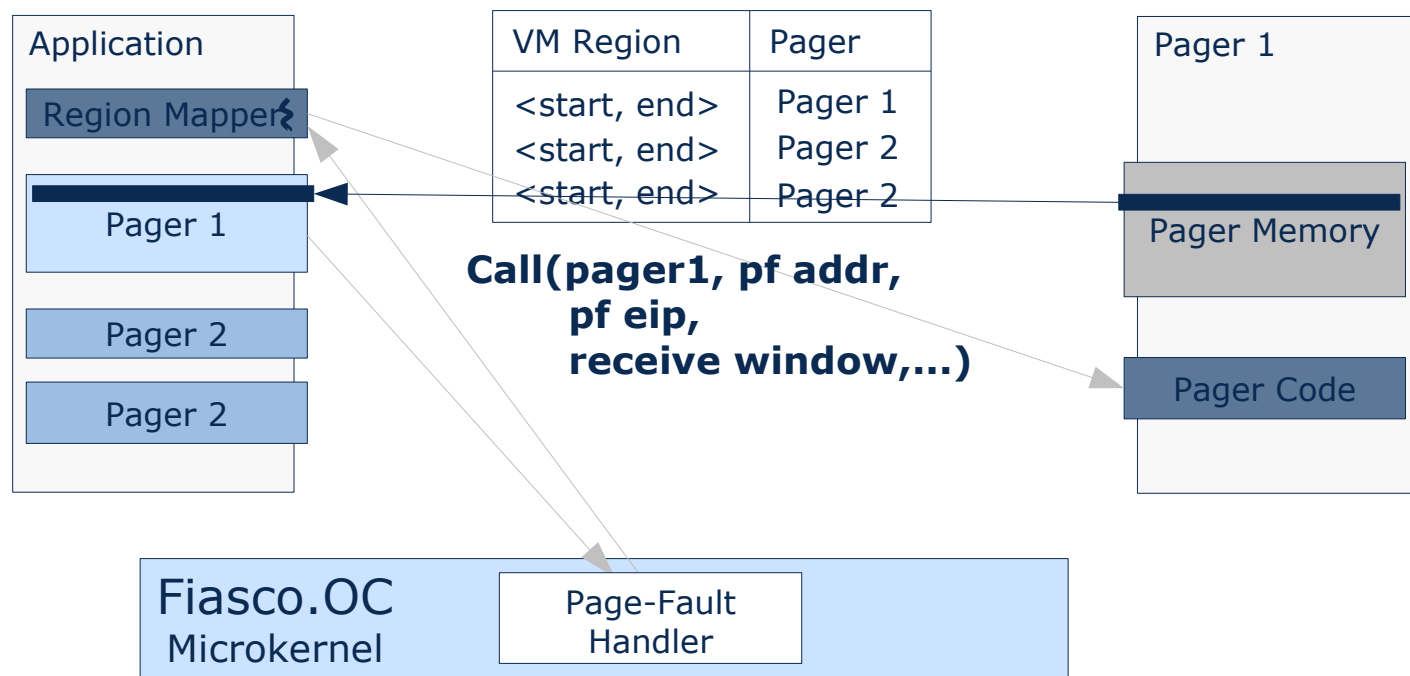 Application
Region Mapper
Pager 1
Pager 2
Pager 2
VM Region Pager
<start, end> Pager 1
<start, end> Pager 2
<start, end> Pager 2
Call(pager1, pf addr,
pf eip,
receive window,...)
Pager 1
Pager Memory
Pager Code
Fiasco.OC
Microkernel
Page-Fault
Handler